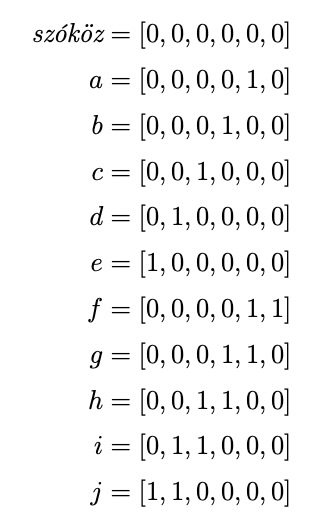 szóköz = [0, 0, 0, 0, 0, 0]
a = [0, 0, 0, 0, 1, 0]
b = [0, 0, 0, 1, 0, 0]
c = [0, 0, 1, 0, 0, 0]
d = [0, 1, 0, 0, 0, 0]
e = [1, 0, 0, 0, 0, 0]
f = [0, 0, 0, 0, 1, 1]
g = [0, 0, 0, 1, 1, 0]
h = [0, 0, 1, 1, 0, 0]
i = [0, 1, 1, 0, 0, 0]
j = [1, 1, 0, 0, 0, 0]